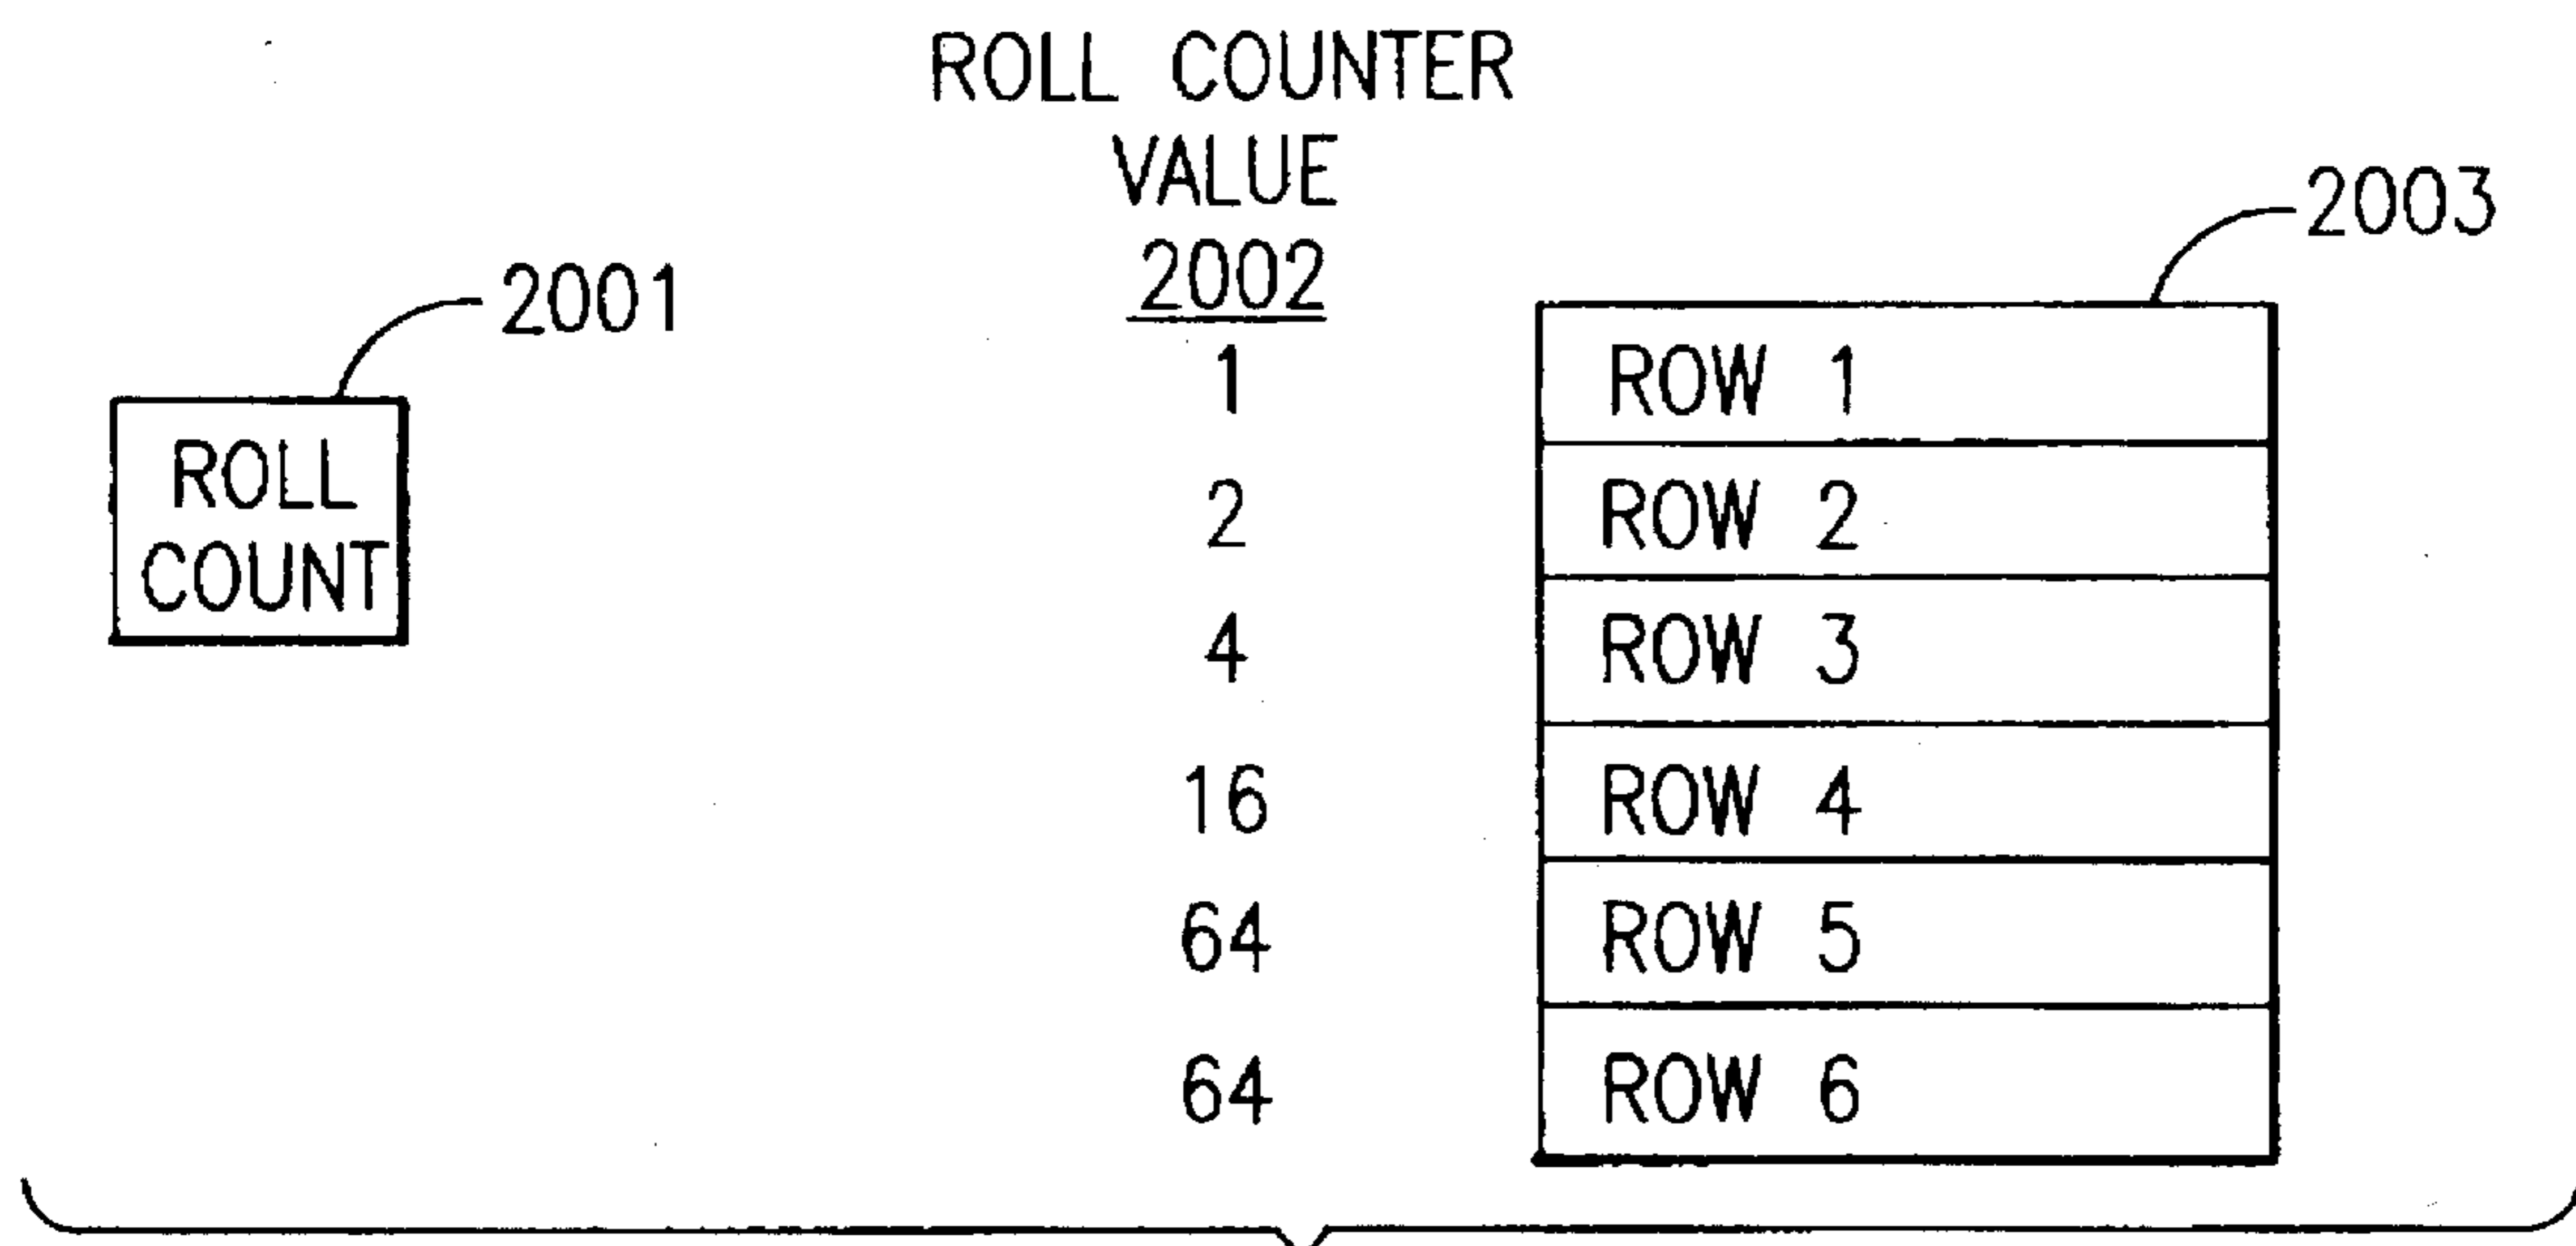 ROLL COUNTER
VALUE
2002
2001
2003
ROLL
COUNT
1
ROW 1
2
ROW 2
4
ROW 3
16
ROW 4
64
ROW 5
64
ROW 6